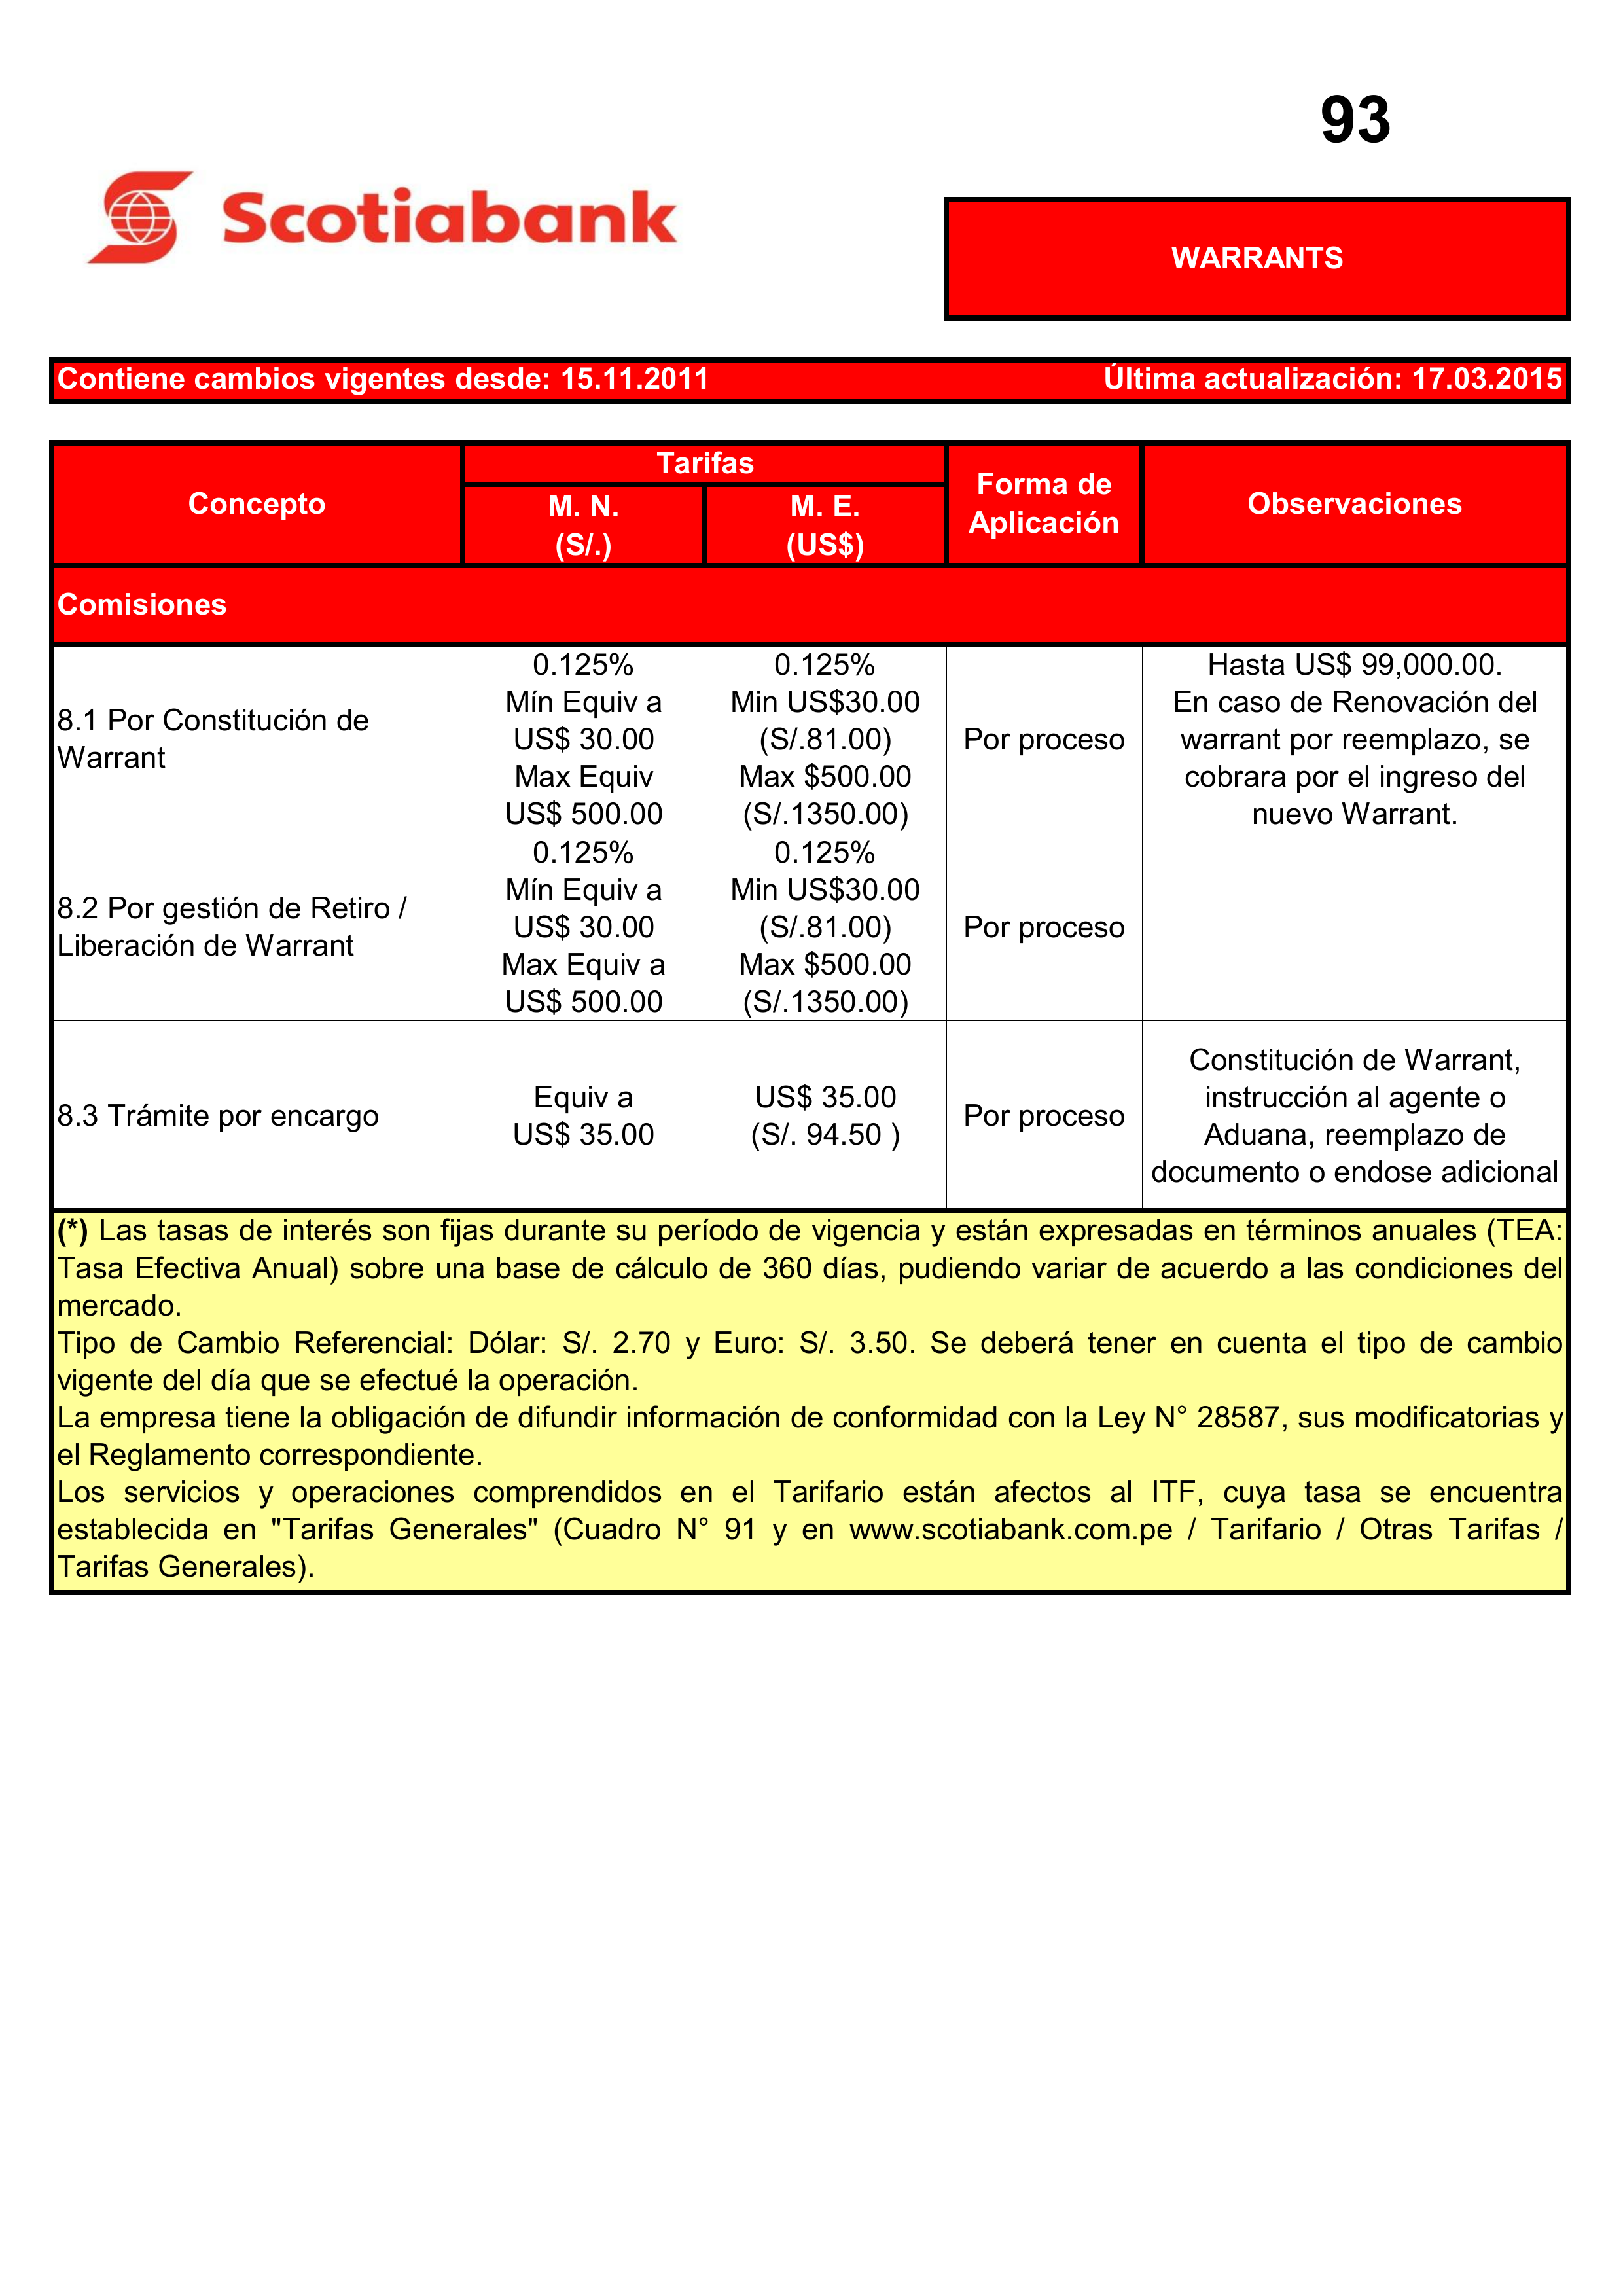 93
Scotiabank
WARRANTS
Contiene cambios vigentes desde: 15.11.2011 Última actualización: 17.03.2015
Concepto
Tarifas
M. N.
(S/.)
M. E.
(US$)
Forma de
Aplicación
Observaciones
Comisiones
8.1 Por Constitución de
Warrant
0.125%
Mín Equiv a
US$ 30.00
Max Equiv
US$ 500.00
0.125%
Min US$30.00
(S/.81.00)
Max $500.00
(S/.1350.00)
Por proceso
Hasta US$ 99,000.00.
En caso de Renovación del
warrant por reemplazo, se
cobrara por el ingreso del
nuevo Warrant.
8.2 Por gestión de Retiro /
Liberación de Warrant
0.125%
Mín Equiv a
US$ 30.00
Max Equiv a
US$ 500.00
0.125%
Min US$30.00
(S/.81.00)
Max $500.00
(S/.1350.00)
Por proceso
8.3 Trámite por encargo
Equiv a
US$ 35.00
US$ 35.00
(S/. 94.50 )
Por proceso
Constitución de Warrant,
instrucción al agente o
Aduana, reemplazo de
documento o endose adicional
(*) Las tasas de interés son fijas durante su período de vigencia y están expresadas en términos anuales (TEA:
Tasa Efectiva Anual) sobre una base de cálculo de 360 días, pudiendo variar de acuerdo a las condiciones del
mercado.
Tipo de Cambio Referencial: Dólar: S/. 2.70 y Euro: S/. 3.50. Se deberá tener en cuenta el tipo de cambio
vigente del día que se efectué la operación.
La empresa tiene la obligación de difundir información de conformidad con la Ley N° 28587, sus modificatorias y
el Reglamento correspondiente.
Los servicios y operaciones comprendidos en el Tarifario están afectos al ITF, cuya tasa se encuentra
establecida en "Tarifas Generales" (Cuadro N° 91 y en www.scotiabank.com.pe / Tarifario / Otras Tarifas /
Tarifas Generales).